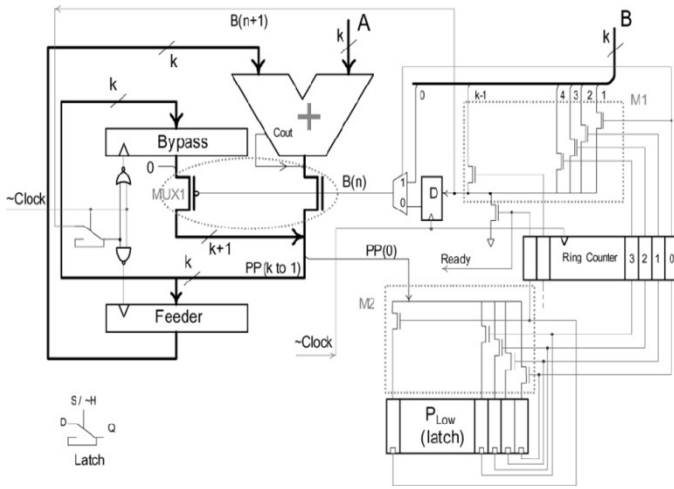 B(n+1)
A
B
k
k
k
k
+
Cout
0
k-1
4
3
2
1
M1
Bypass
0
MUX1
B(n)
1
0
D
~Clock
k+1
k
PP(k to 1)
PP(0)
Ready
Ring Counter
3
2
1
0
Feeder
M2
~Clock
S / ~H
D
Q
Latch
PLow
(latch)